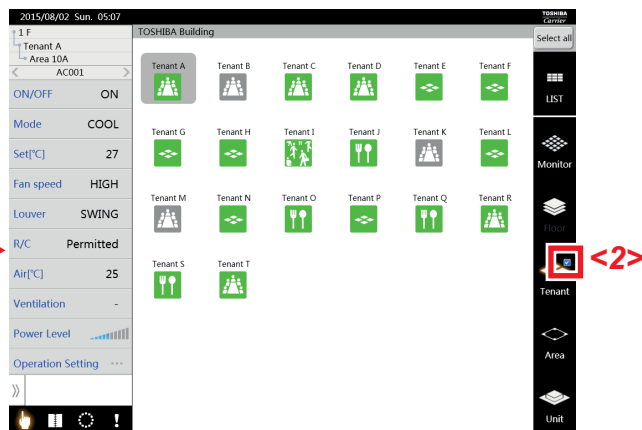 2015/08/02 Sun. 05:07
TOSHIBA
Carrier
1 F
Tenant A
Area 10A
< AC001 >
ON/OFF ON
Mode COOL
Set[℃] 27
Fan speed HIGH
Louver SWING
R/C Permitted
Air[℃] 25
Ventilation -
Power Level
Operation Setting ···
》
!
TOSHIBA Building
Tenant A Tenant B Tenant C Tenant D Tenant E Tenant F
Tenant G Tenant H Tenant I Tenant J Tenant K Tenant L
Tenant M Tenant N Tenant O Tenant P Tenant Q Tenant R
Tenant S Tenant T
Select all
LIST
Monitor
Floor
Tenant
Area
Unit
<2>